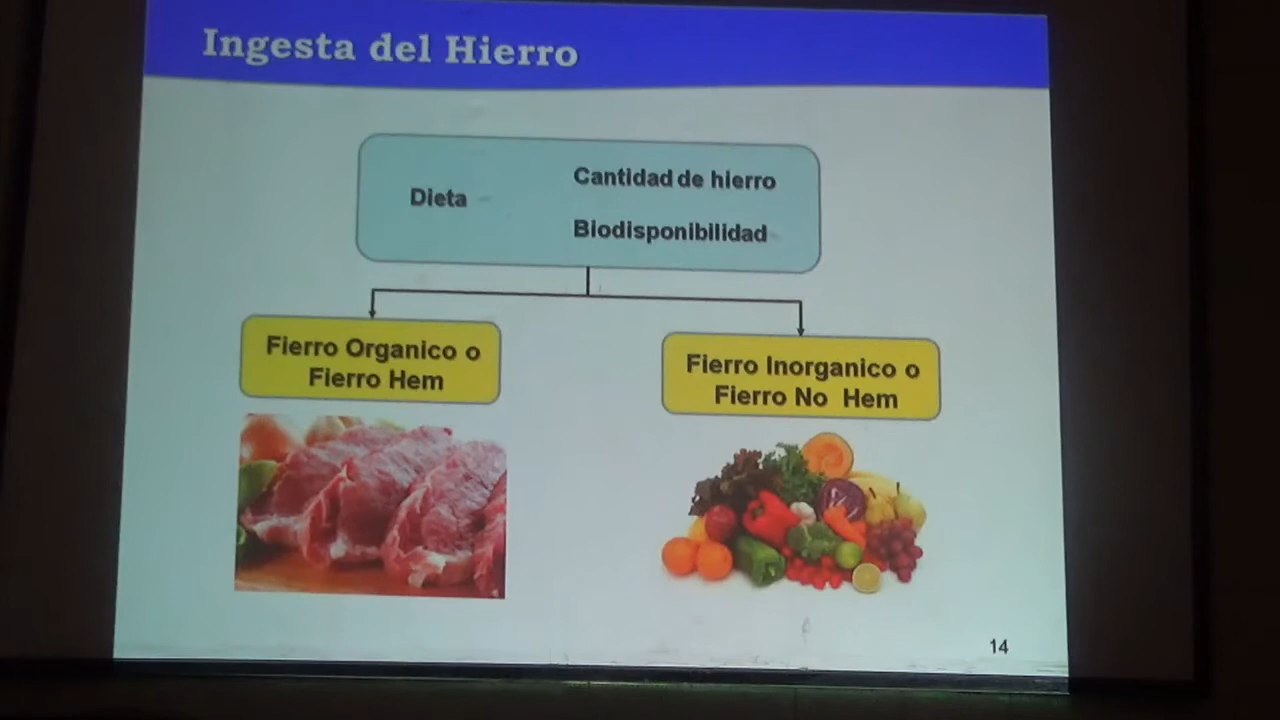 Ingesta del Hierro
Dieta
Cantidad de hierro
Biodisponibilidad
Fierro Organico o
Fierro Hem
Fierro Inorganico o
Fierro No Hem
14